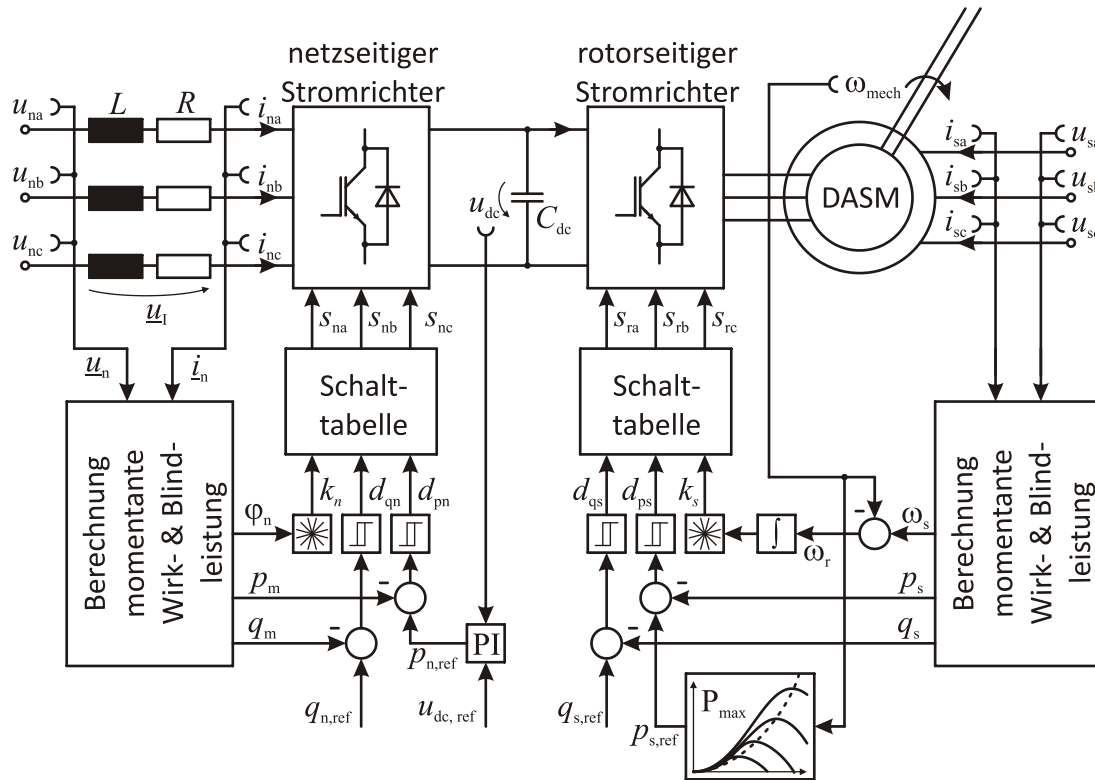 netzseitiger
Stromrichter
rotorseitiger
Stromrichter
ω_mech
u_na
L
R
i_na
u_nb
i_nb
u_nc
i_nc
u_I
u_dc
C_dc
DASM
i_sa
i_sb
i_sc
u_n
i_n
s_na
s_nb
s_nc
s_ra
s_rb
s_rc
Schalt-
tabelle
Schalt-
tabelle
Berechnung
momentante
Wirk- & Blind-
leistung
Berechnung
momentante
Wirk- & Blind-
leistung
k_n
d_qn
d_pn
d_qs
d_ps
k_s
φ_n
∫
ω_r
-
ω_s
p_m
-
-
p_s
q_m
-
-
q_s
PI
p_n,ref
q_n,ref
u_dc, ref
q_s,ref
p_s,ref
P_max